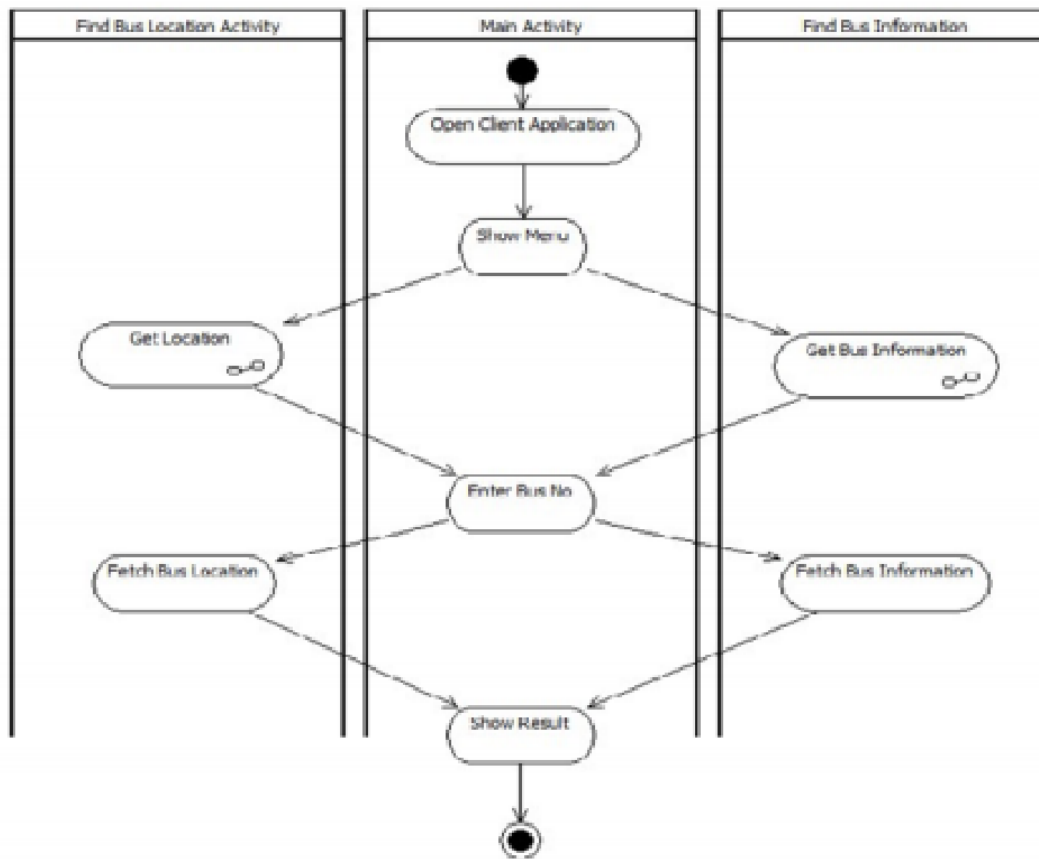 Find Bus Location Activity
Main Activity
Find Bus Information
Open Client Application
Show Menu
Get Location
Get Bus Information
Enter Bus No
Fetch Bus Location
Fetch Bus Information
Show Result